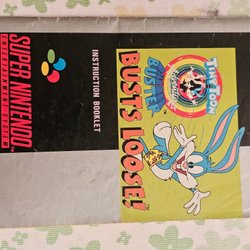 SUPER NINTENDO
ENTERTAINMENT SYSTEM
INSTRUCTION BOOKLET
TINY TOON
ADVENTURES
BUSTER
BUSTS LOOSE!